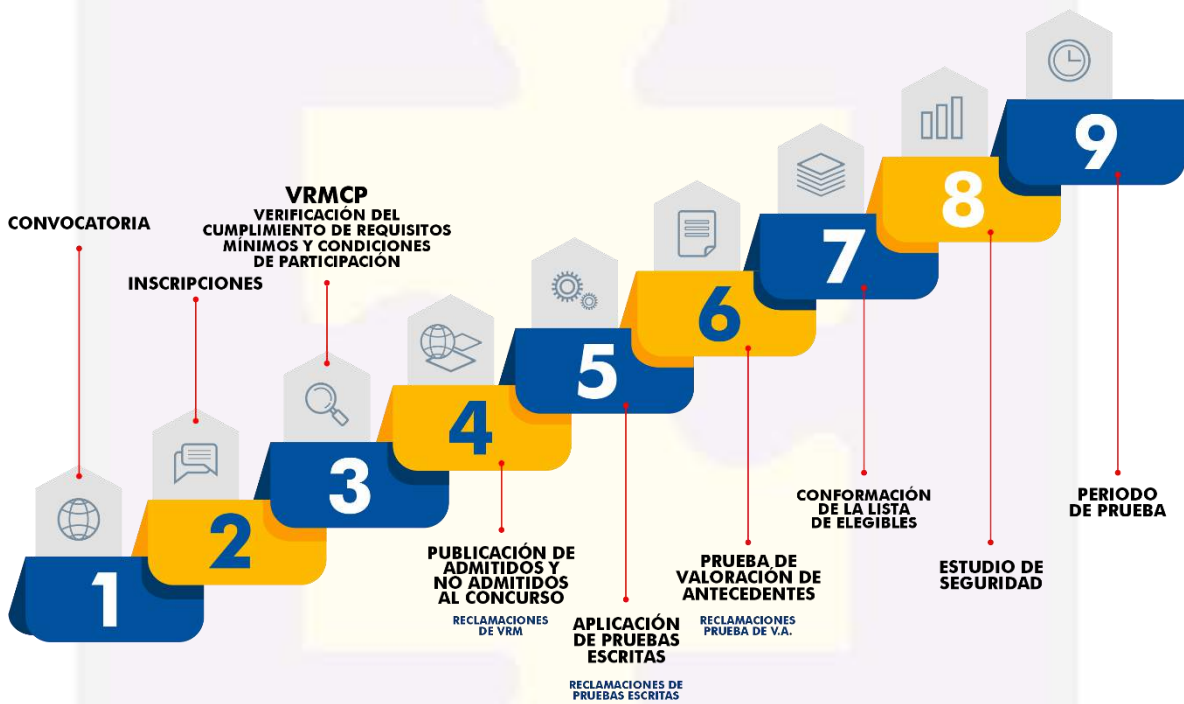 1
CONVOCATORIA
2
INSCRIPCIONES
3
VRMCP
VERIFICACIÓN DEL
CUMPLIMIENTO DE REQUISITOS
MÍNIMOS Y CONDICIONES
DE PARTICIPACIÓN
4
PUBLICACIÓN DE
ADMITIDOS Y
NO ADMITIDOS
AL CONCURSO
RECLAMACIONES
DE VRM
5
APLICACIÓN
DE PRUEBAS
ESCRITAS
RECLAMACIONES DE
PRUEBAS ESCRITAS
6
PRUEBA DE
VALORACIÓN DE
ANTECEDENTES
RECLAMACIONES
PRUEBA DE V.A.
7
CONFORMACIÓN
DE LA LISTA
DE ELEGIBLES
8
ESTUDIO DE
SEGURIDAD
9
PERIODO
DE PRUEBA